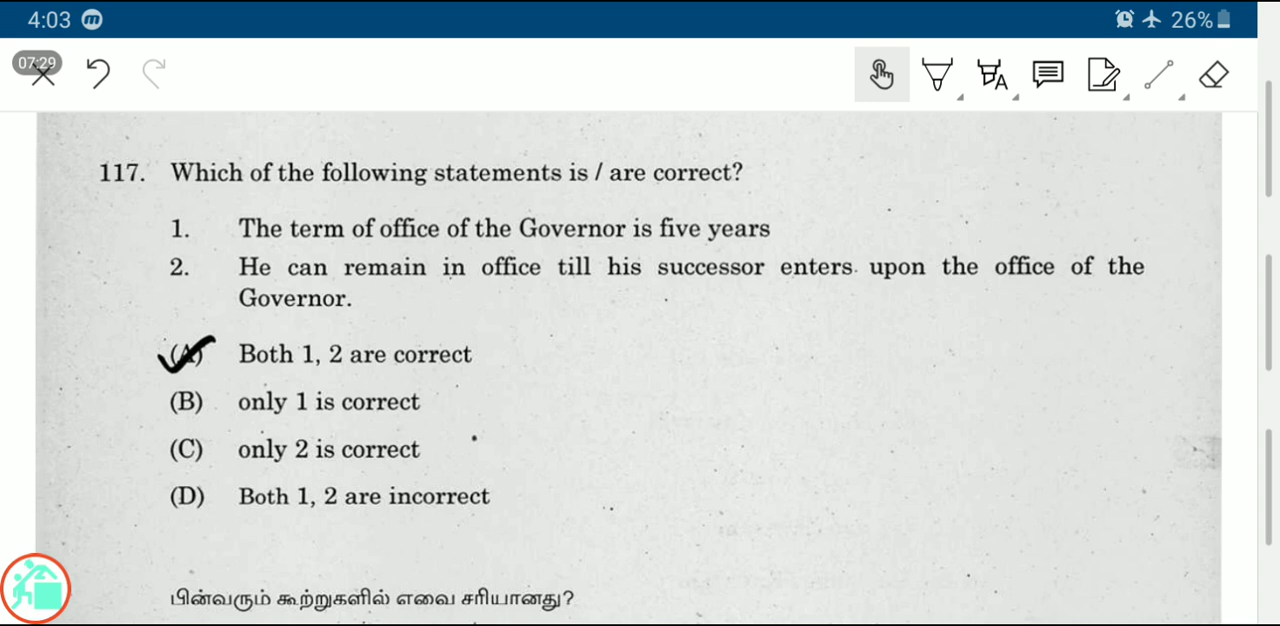 4:03 m 26%
07:29
A
117. Which of the following statements is / are correct?
1. The term of office of the Governor is five years
2. He can remain in office till his successor enters upon the office of the
Governor.
(A) Both 1, 2 are correct
(B) only 1 is correct
(C) only 2 is correct
(D) Both 1, 2 are incorrect
பின்வரும் கூற்றுகளில் எவை சரியானது?